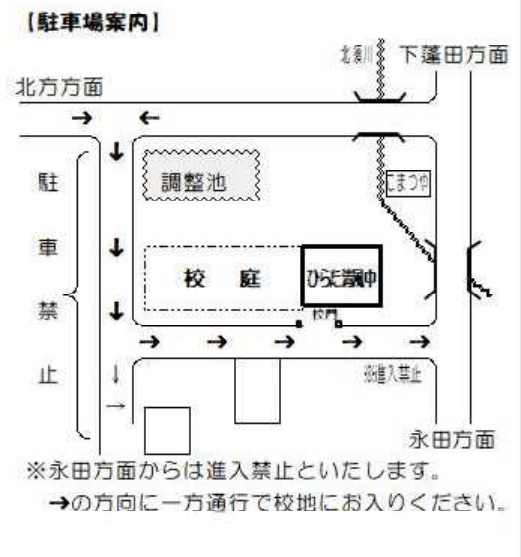 【駐車場案内】
北須川
下蓬田方面
北方方面
調整池
こまつや
駐車禁止
校 庭
ひらた清風中
校門
※進入禁止
永田方面
※永田方面からは進入禁止といたします。
→の方向に一方通行で校地にお入りください。